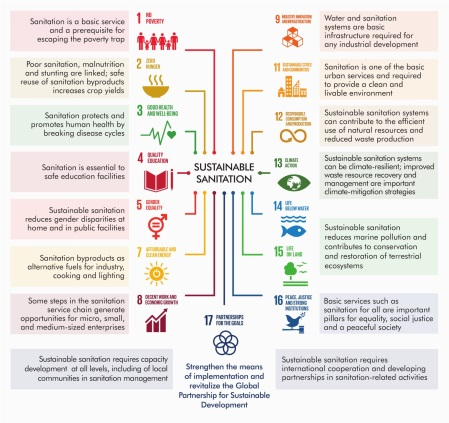 Sanitation is a basic service
and a prerequisite for
escaping the poverty trap
1 NO
POVERTY
Poor sanitation, malnutrition
and stunting are linked; safe
reuse of sanitation byproducts
increases crop yields
2 ZERO
HUNGER
Sanitation protects and
promotes human health by
breaking disease cycles
3 GOOD HEALTH
AND WELL-BEING
Sanitation is essential to
safe education facilities
4 QUALITY
EDUCATION
Sustainable sanitation
reduces gender disparities at
home and in public facilities
5 GENDER
EQUALITY
Sanitation byproducts as
alternative fuels for industry,
cooking and lighting
7 AFFORDABLE AND
CLEAN ENERGY
Some steps in the sanitation
service chain generate
opportunities for micro, small,
and medium-sized enterprises
8 DECENT WORK AND
ECONOMIC GROWTH
SUSTAINABLE
SANITATION
9 INDUSTRY, INNOVATION
AND INFRASTRUCTURE
Water and sanitation
systems are basic
infrastructure required for
any industrial development
11 SUSTAINABLE CITIES
AND COMMUNITIES
Sanitation is one of the basic
urban services and required
to provide a clean and
livable environment
12 RESPONSIBLE
CONSUMPTION
AND PRODUCTION
Sustainable sanitation systems
can contribute to the efficient
use of natural resources and
reduced waste production
13 CLIMATE
ACTION
Sustainable sanitation systems
can be climate-resilient; improved
waste resource recovery and
management are important
climate-mitigation strategies
14 LIFE
BELOW WATER
15 LIFE
ON LAND
Sustainable sanitation
reduces marine pollution and
contributes to conservation
and restoration of terrestrial
ecosystems
16 PEACE, JUSTICE
AND STRONG
INSTITUTIONS
Basic services such as
sanitation for all are important
pillars for equality, social justice
and a peaceful society
17 PARTNERSHIPS
FOR THE GOALS
Strengthen the means
of implementation and
revitalize the Global
Partnership for Sustainable
Development
Sustainable sanitation requires capacity
development at all levels, including of local
communities in sanitation management
Sustainable sanitation requires
international cooperation and developing
partnerships in sanitation-related activities